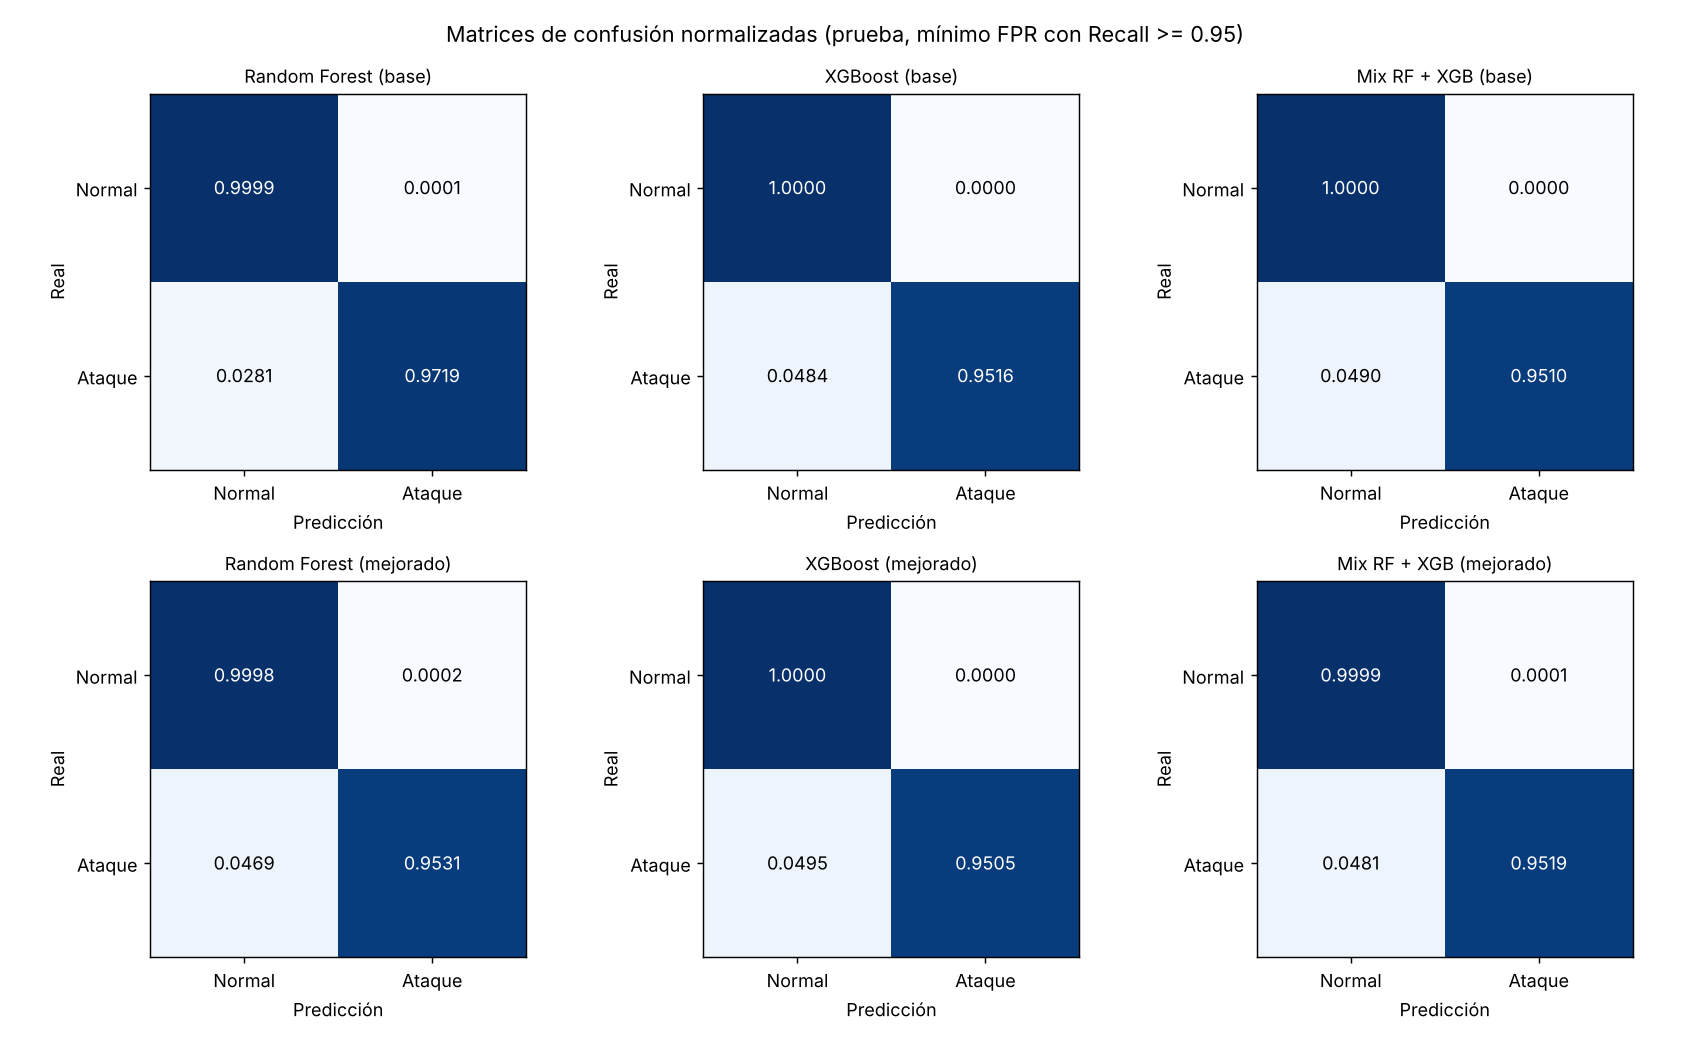 Matrices de confusión normalizadas (prueba, mínimo FPR con Recall >= 0.95)
Random Forest (base)
Real
Normal
0.9999
0.0001
Ataque
0.0281
0.9719
Normal
Ataque
Predicción
XGBoost (base)
Real
Normal
1.0000
0.0000
Ataque
0.0484
0.9516
Normal
Ataque
Predicción
Mix RF + XGB (base)
Real
Normal
1.0000
0.0000
Ataque
0.0490
0.9510
Normal
Ataque
Predicción
Random Forest (mejorado)
Real
Normal
0.9998
0.0002
Ataque
0.0469
0.9531
Normal
Ataque
Predicción
XGBoost (mejorado)
Real
Normal
1.0000
0.0000
Ataque
0.0495
0.9505
Normal
Ataque
Predicción
Mix RF + XGB (mejorado)
Real
Normal
0.9999
0.0001
Ataque
0.0481
0.9519
Normal
Ataque
Predicción